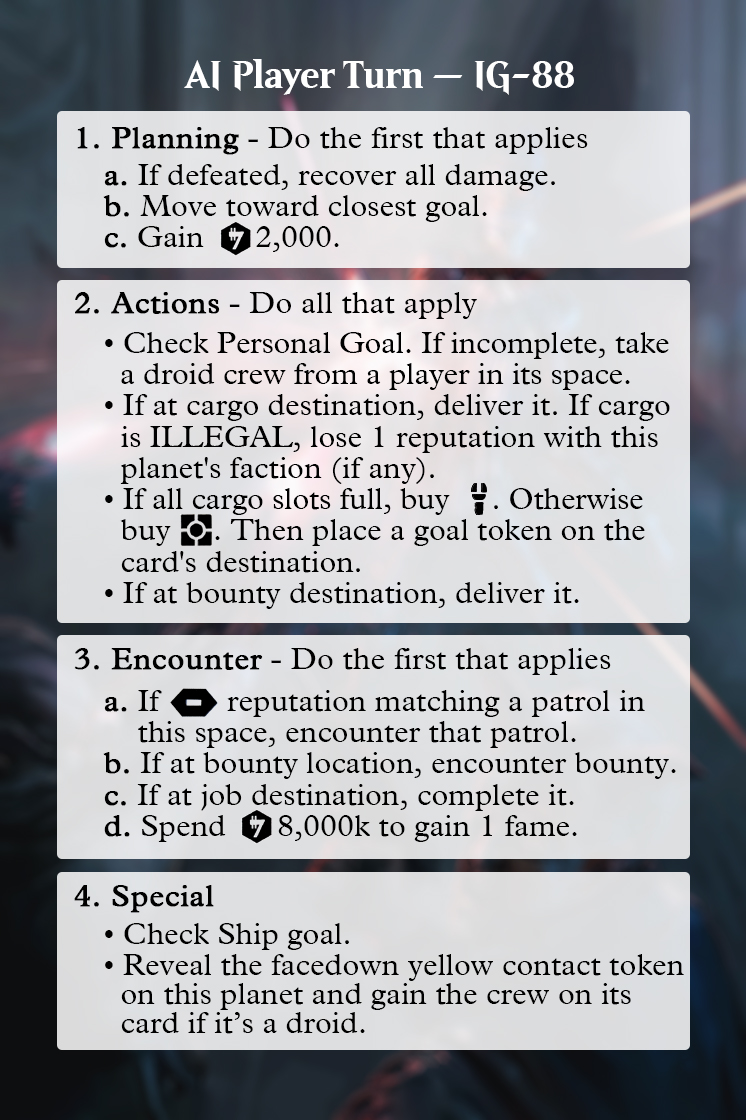 AI Player Turn — IG-88
1. Planning - Do the first that applies
a. If defeated, recover all damage.
b. Move toward closest goal.
c. Gain 2,000.
2. Actions - Do all that apply
• Check Personal Goal. If incomplete, take
a droid crew from a player in its space.
• If at cargo destination, deliver it. If cargo
is ILLEGAL, lose 1 reputation with this
planet's faction (if any).
• If all cargo slots full, buy . Otherwise
buy . Then place a goal token on the
card's destination.
• If at bounty destination, deliver it.
3. Encounter - Do the first that applies
a. If reputation matching a patrol in
this space, encounter that patrol.
b. If at bounty location, encounter bounty.
c. If at job destination, complete it.
d. Spend 8,000k to gain 1 fame.
4. Special
• Check Ship goal.
• Reveal the facedown yellow contact token
on this planet and gain the crew on its
card if it’s a droid.